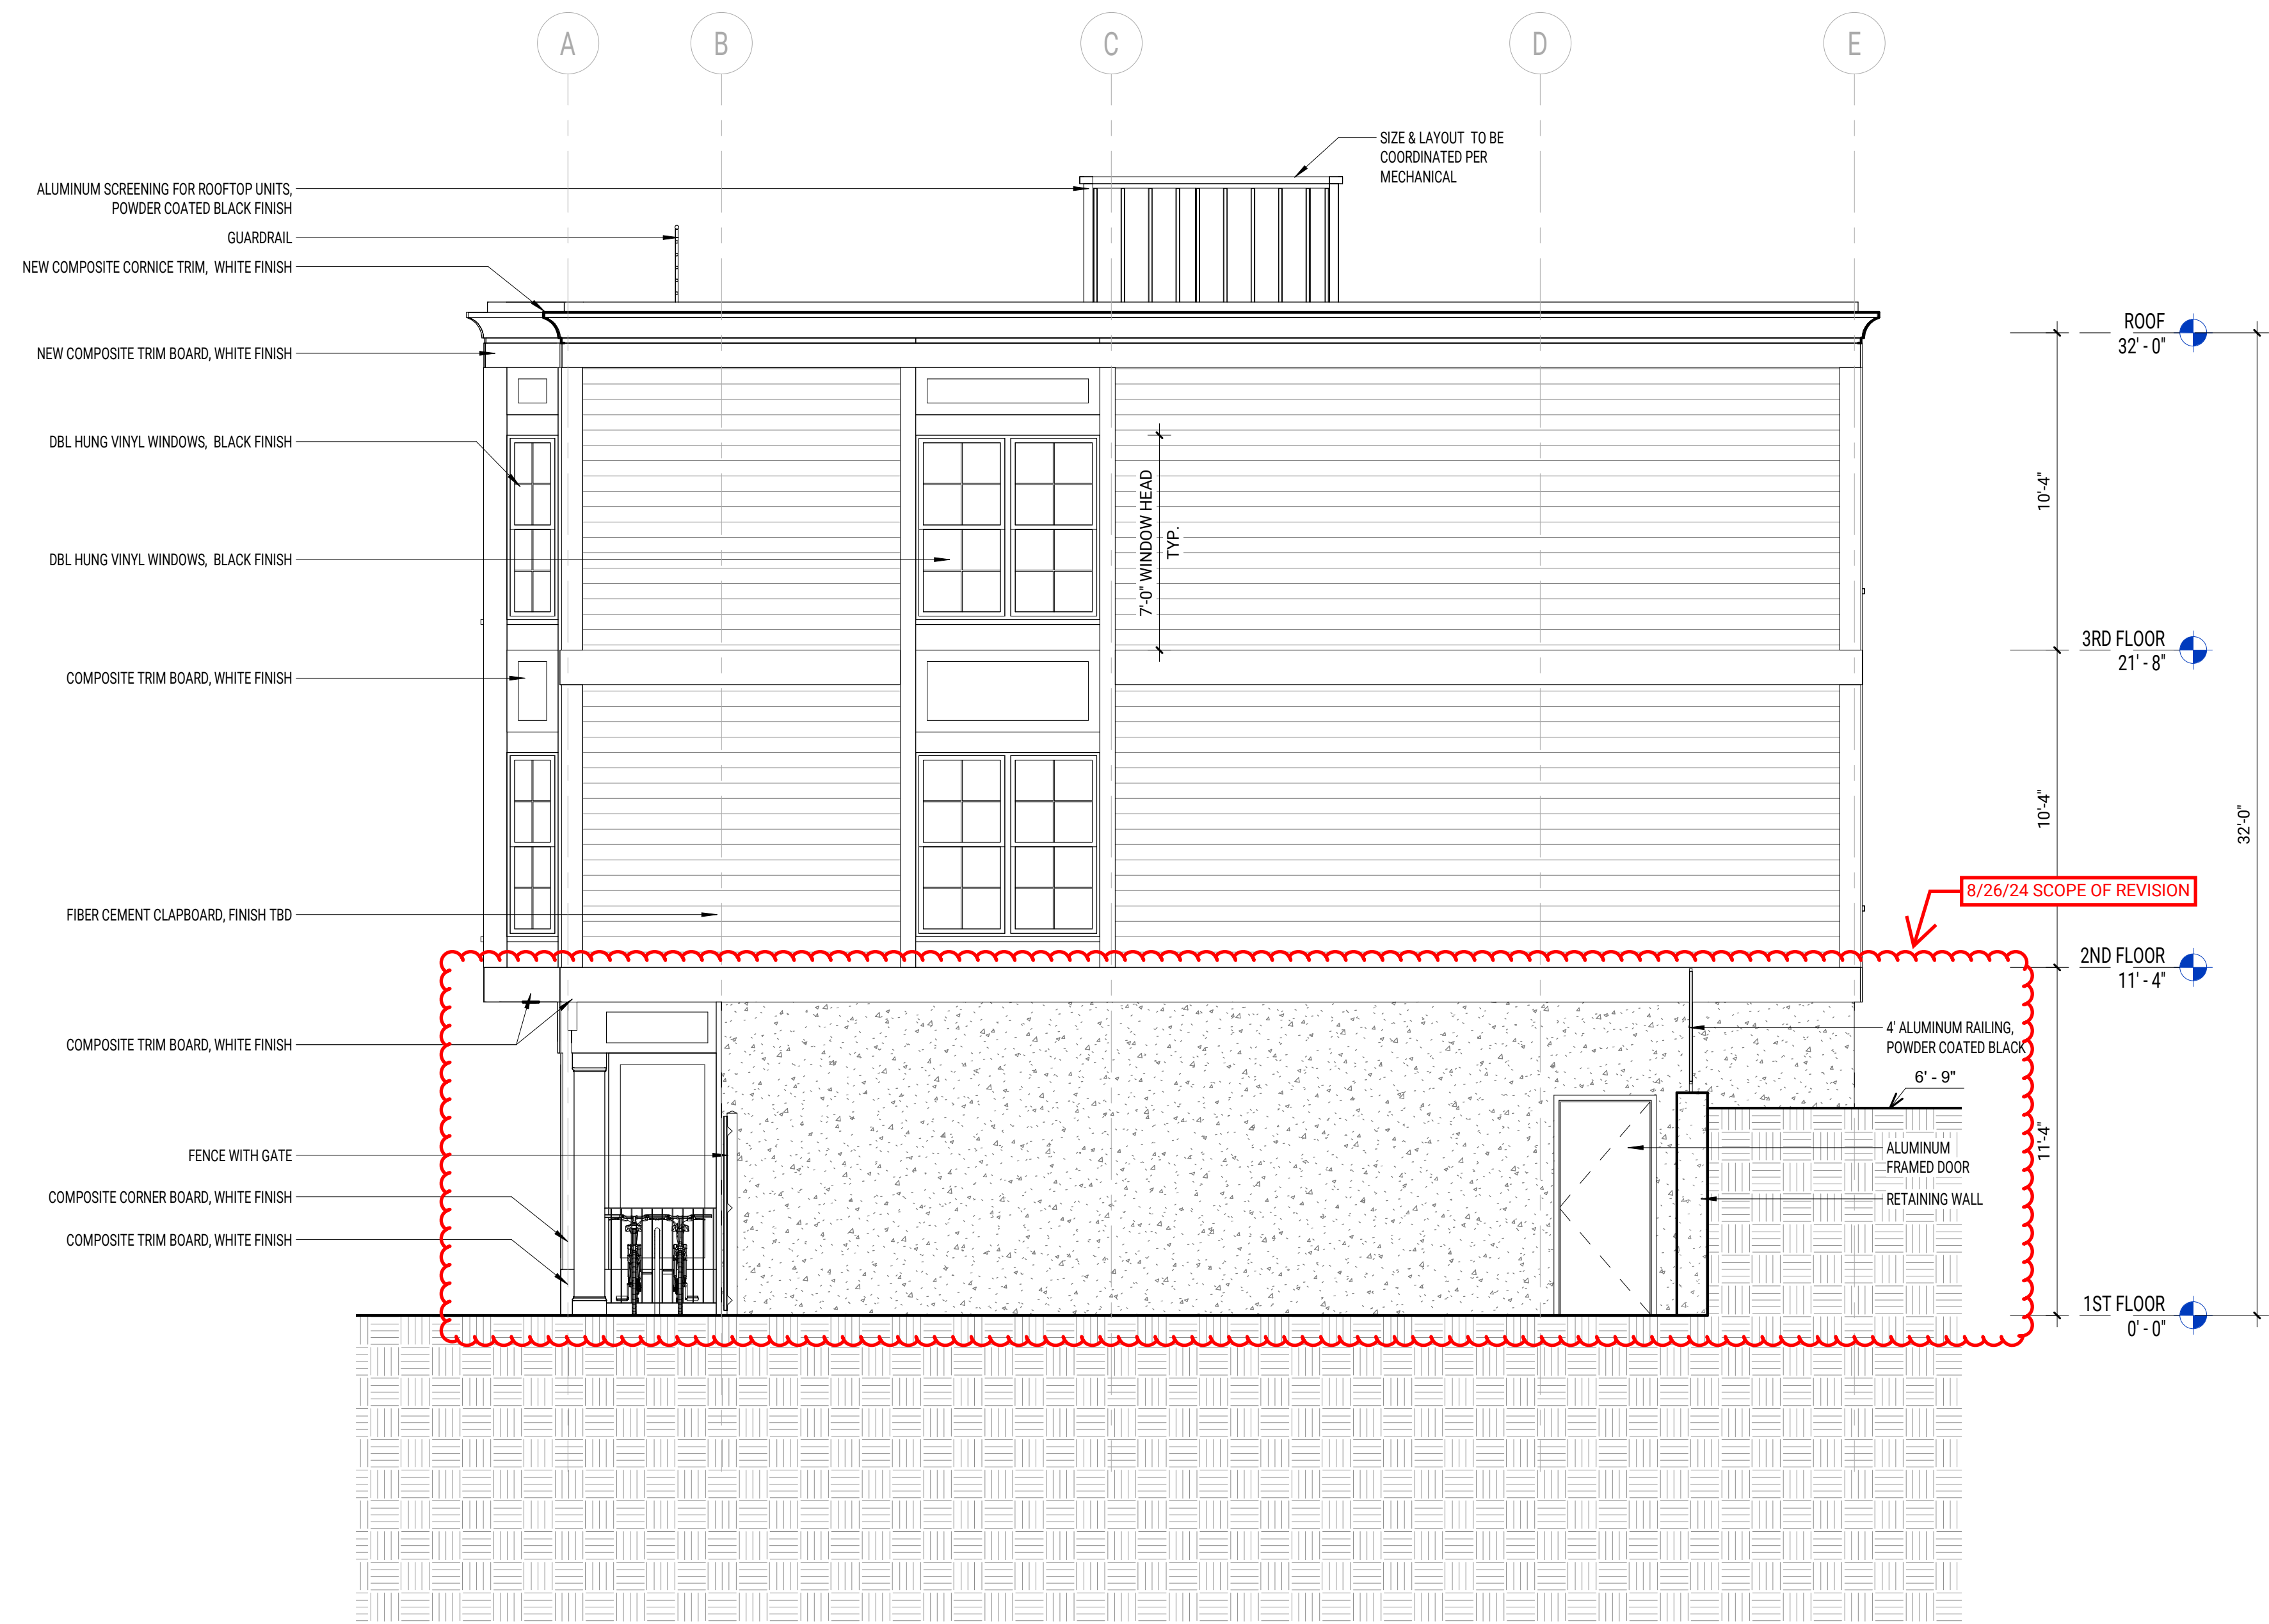 A
B
C
D
E
SIZE & LAYOUT TO BE
COORDINATED PER
MECHANICAL
ALUMINUM SCREENING FOR ROOFTOP UNITS,
POWDER COATED BLACK FINISH
GUARDRAIL
NEW COMPOSITE CORNICE TRIM, WHITE FINISH
NEW COMPOSITE TRIM BOARD, WHITE FINISH
DBL HUNG VINYL WINDOWS, BLACK FINISH
DBL HUNG VINYL WINDOWS, BLACK FINISH
COMPOSITE TRIM BOARD, WHITE FINISH
FIBER CEMENT CLAPBOARD, FINISH TBD
COMPOSITE TRIM BOARD, WHITE FINISH
FENCE WITH GATE
COMPOSITE CORNER BOARD, WHITE FINISH
COMPOSITE TRIM BOARD, WHITE FINISH
7'-0" WINDOW HEAD
TYP.
ROOF
32' - 0"
10'-4"
3RD FLOOR
21' - 8"
10'-4"
32'-0"
8/26/24 SCOPE OF REVISION
2ND FLOOR
11' - 4"
4' ALUMINUM RAILING,
POWDER COATED BLACK
6' - 9"
11'-4"
ALUMINUM
FRAMED DOOR
RETAINING WALL
1ST FLOOR
0' - 0"